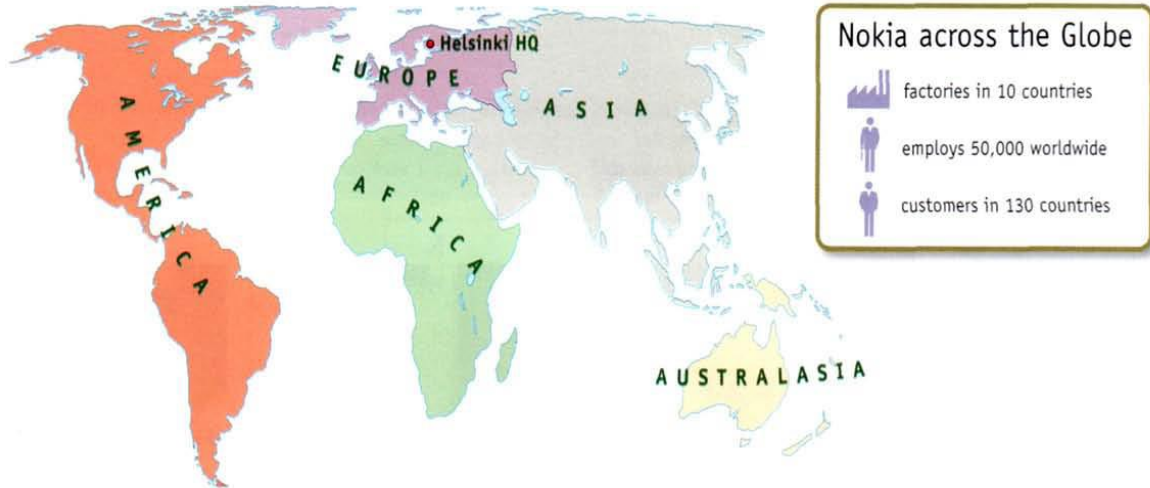 Helsinki HQ
EUROPE
ASIA
AMERICA
AFRICA
AUSTRALASIA
Nokia across the Globe
factories in 10 countries
employs 50,000 worldwide
customers in 130 countries